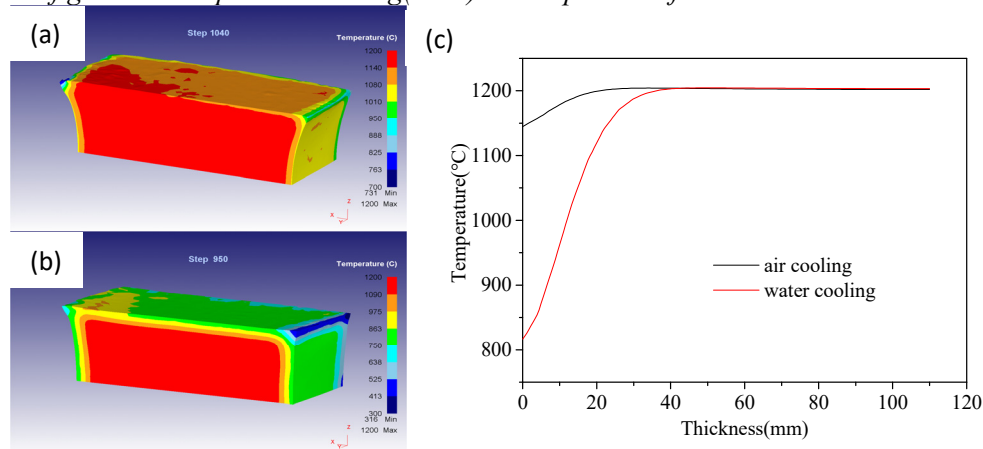 (a)
Step 1040
Temperature (C)
1200
1140
1080
1010
950
888
825
763
700
731 Min
1200 Max
X Y Z
(b)
Step 950
Temperature (C)
1200
1090
975
863
750
638
525
413
300
316 Min
1200 Max
X Y Z
(c)
Temperature(℃)
1200
1100
1000
900
800
air cooling
water cooling
0 20 40 60 80 100 120
Thickness(mm)